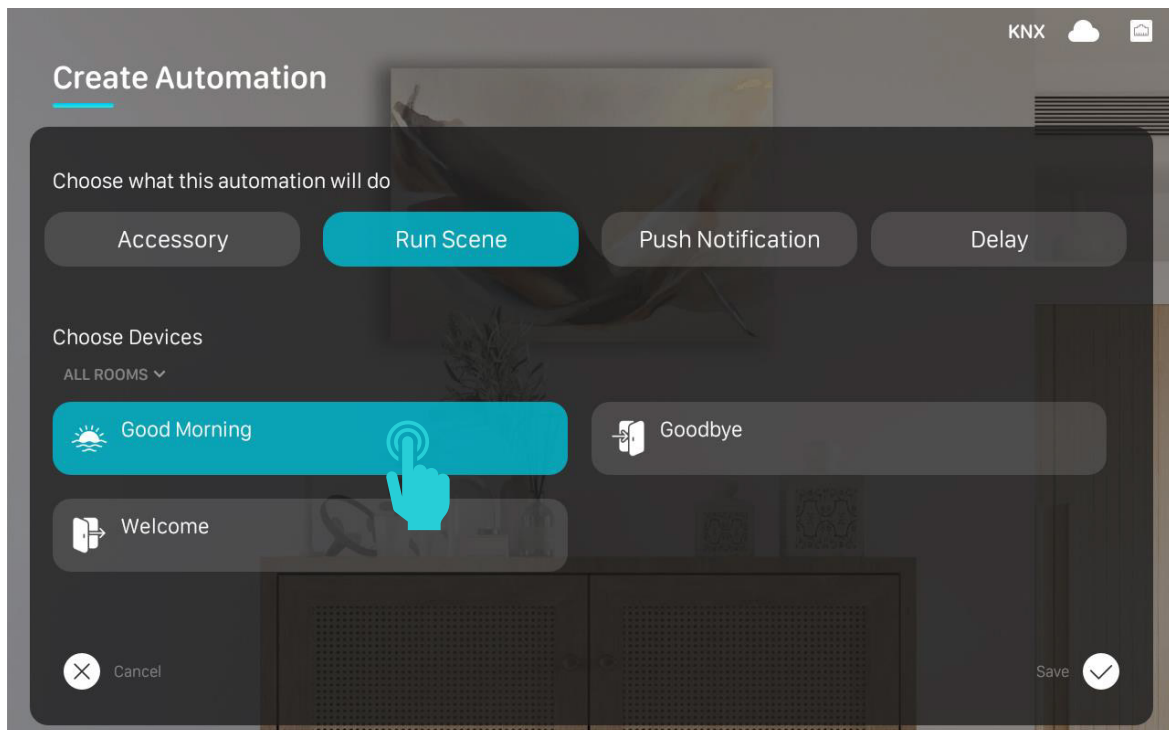 KNX
Create Automation
Choose what this automation will do
Accessory
Run Scene
Push Notification
Delay
Choose Devices
ALL ROOMS
Good Morning
Goodbye
Welcome
Cancel
Save